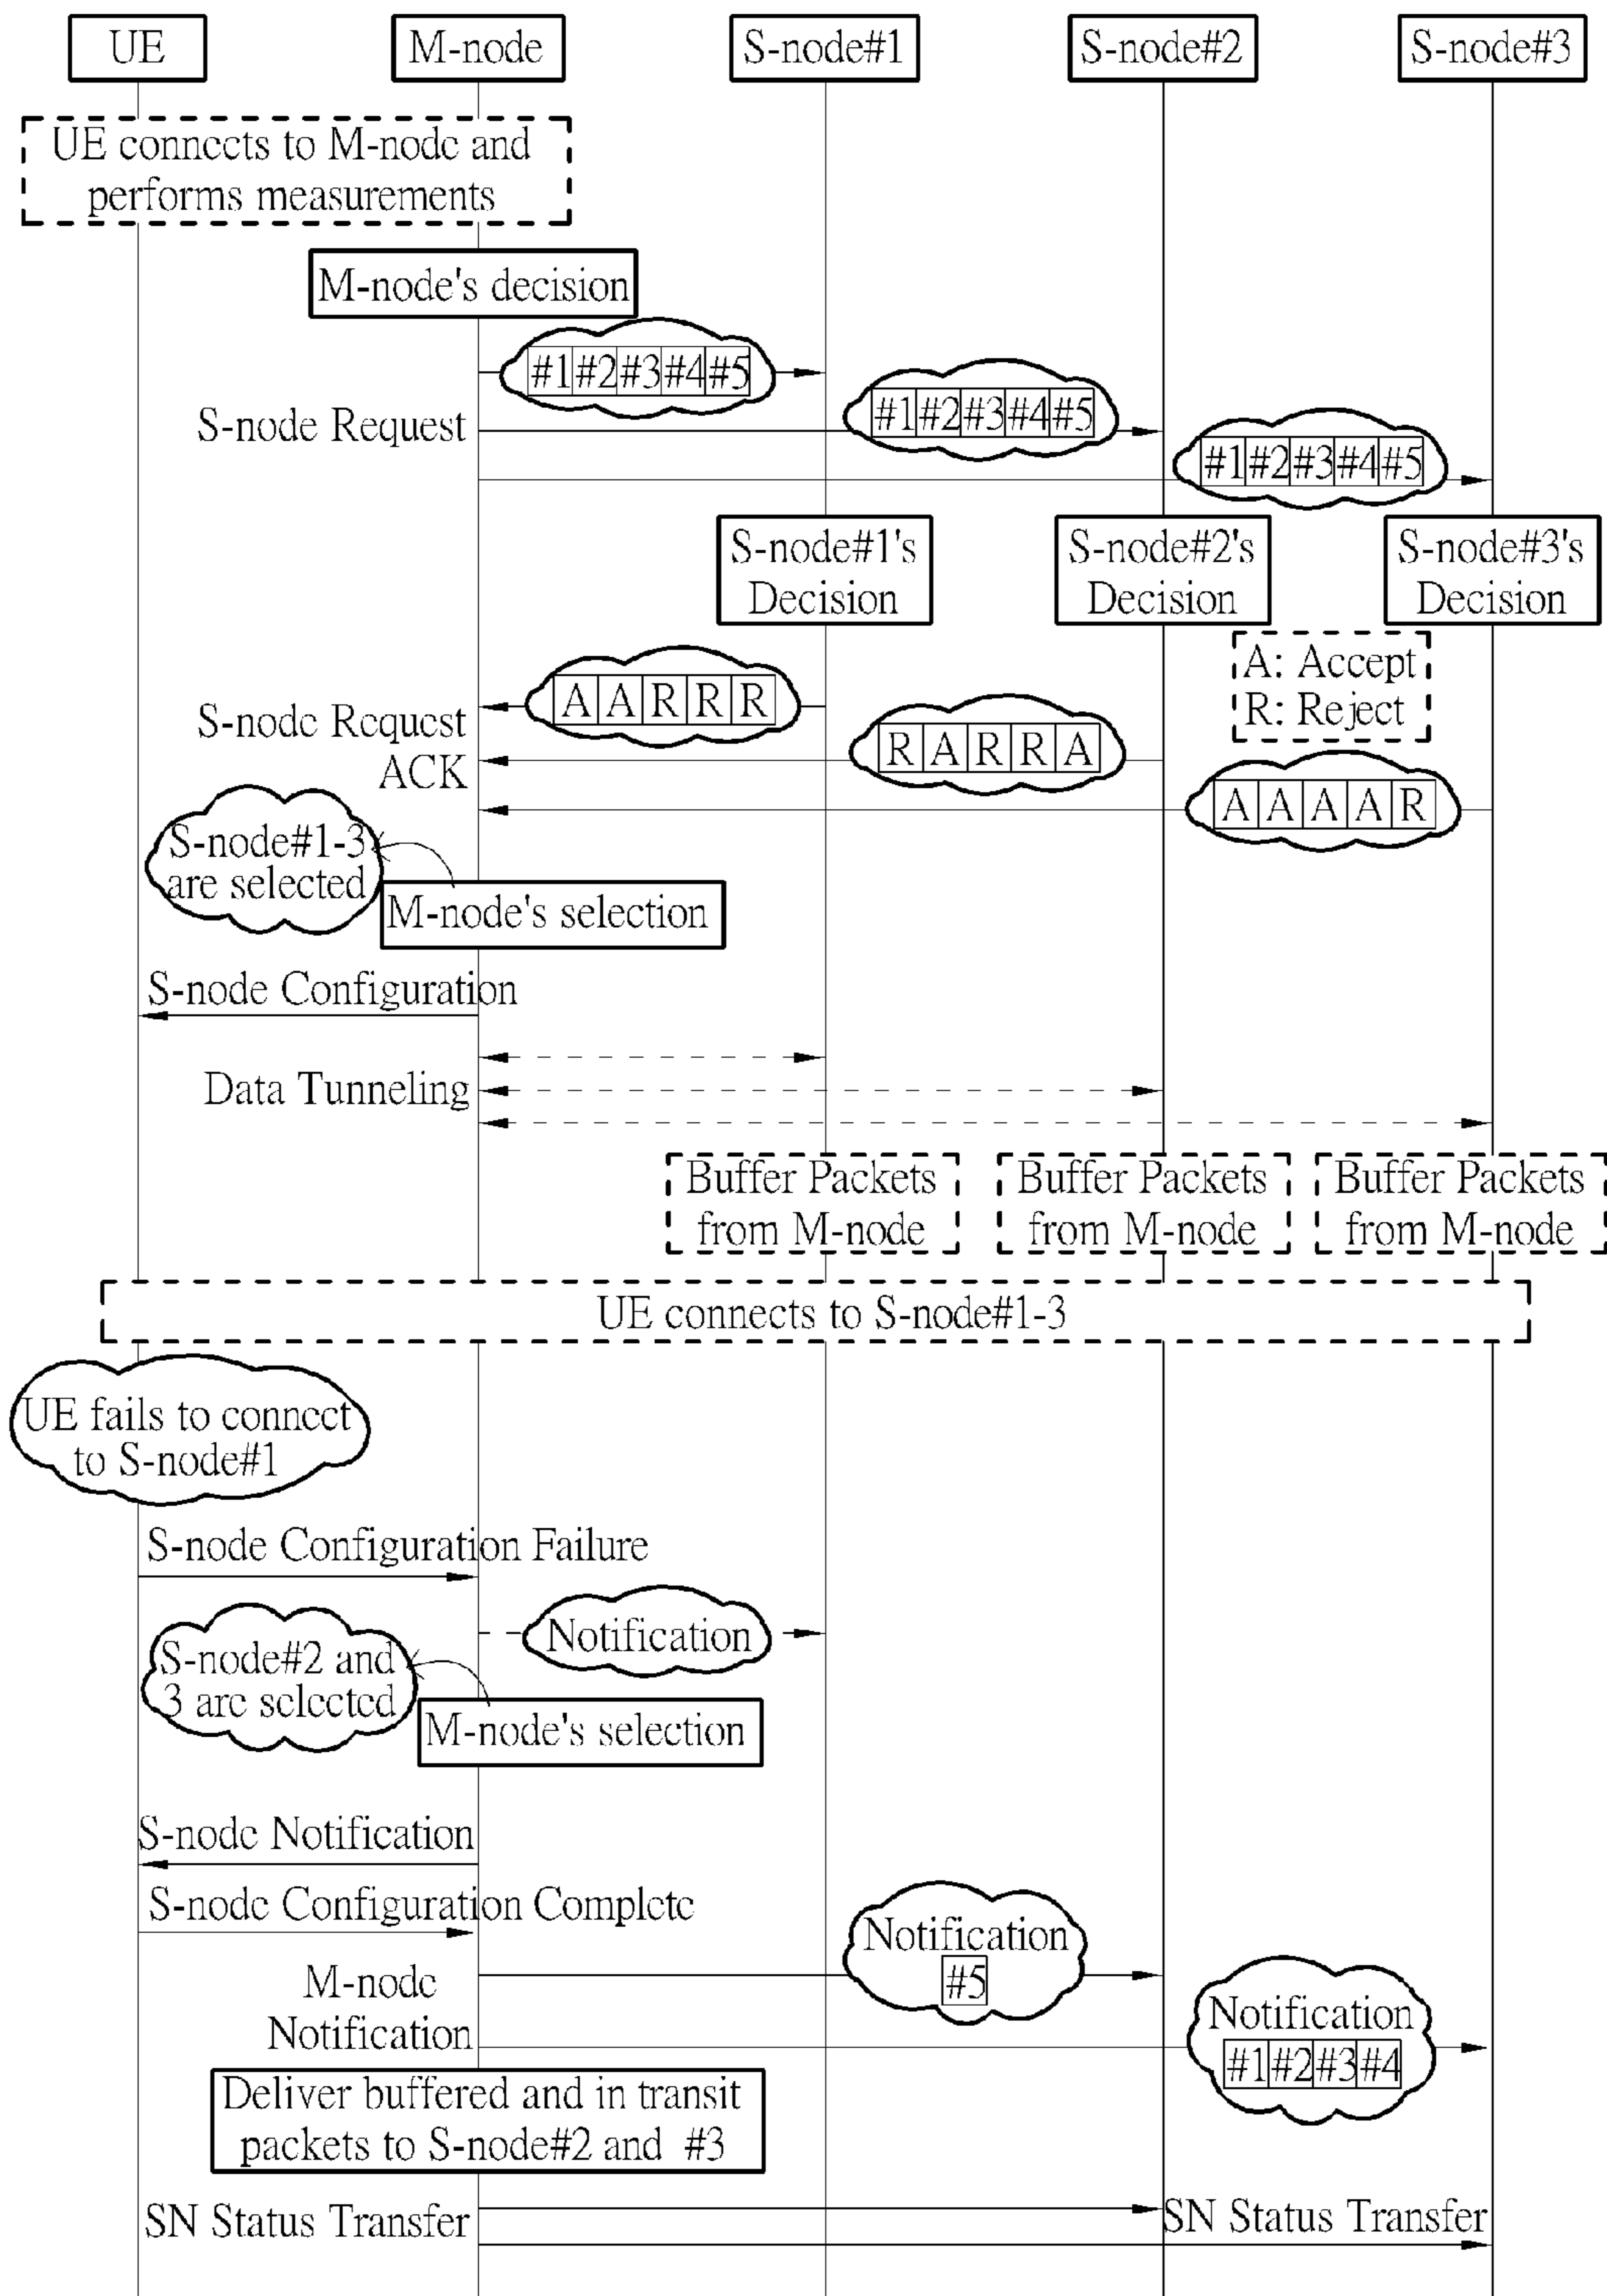 UE
M-node
S-node#1
S-node#2
S-node#3
UE connects to M-node and
performs measurements
M-node's decision
#1 #2 #3 #4 #5
S-node Request
#1 #2 #3 #4 #5
#1 #2 #3 #4 #5
S-node#1's
Decision
S-node#2's
Decision
S-node#3's
Decision
A: Accept
R: Reject
A A R R R
S-node Request
ACK
R A R R A
A A A A R
S-node#1-3
are selected
M-node's selection
S-node Configuration
Data Tunneling
Buffer Packets
from M-node
Buffer Packets
from M-node
Buffer Packets
from M-node
UE connects to S-node#1-3
UE fails to connect
to S-node#1
S-node Configuration Failure
Notification
S-node#2 and
3 are selected
M-node's selection
S-node Notification
S-node Configuration Complete
Notification
#5
M-node
Notification
Notification
#1 #2 #3 #4
Deliver buffered and in transit
packets to S-node#2 and #3
SN Status Transfer
SN Status Transfer